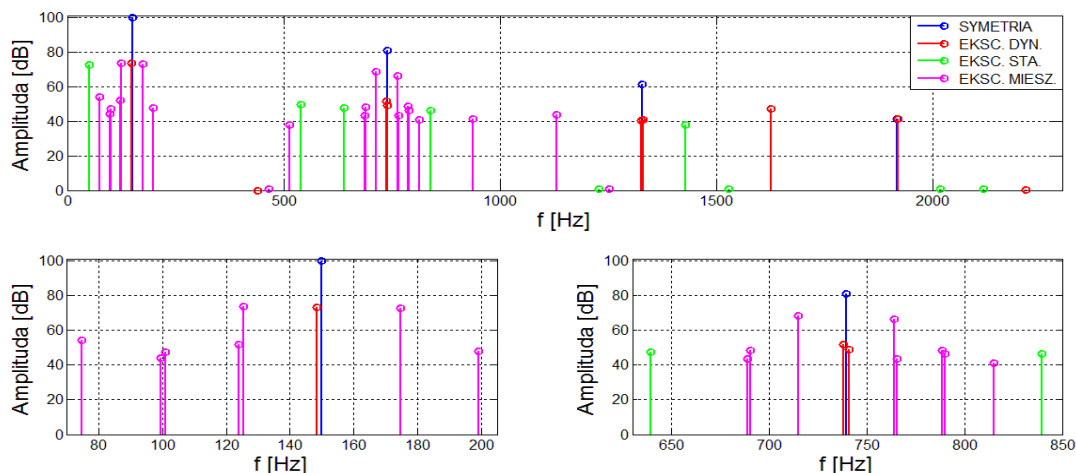 Amplituda [dB]
100
80
60
40
20
0
0 500 1000 1500 2000
f [Hz]
SYMETRIA
EKSC. DYN.
EKSC. STA.
EKSC. MIESZ.
Amplituda [dB]
100
80
60
40
20
0
80 100 120 140 160 180 200
f [Hz]
Amplituda [dB]
100
80
60
40
20
0
650 700 750 800 850
f [Hz]